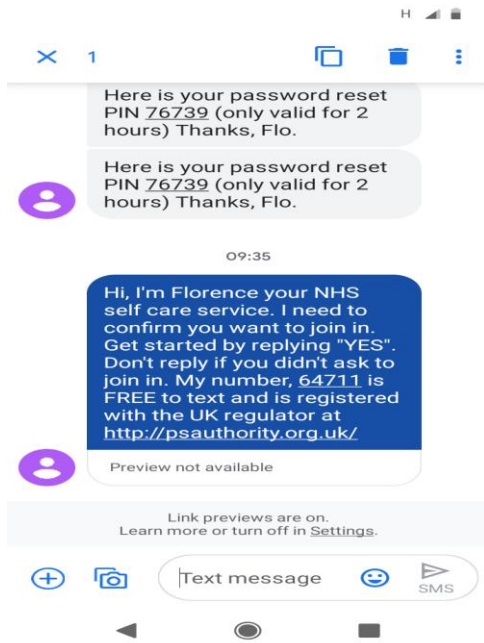 H
1
Here is your password reset
PIN 76739 (only valid for 2
hours) Thanks, Flo.
Here is your password reset
PIN 76739 (only valid for 2
hours) Thanks, Flo.
09:35
Hi, I'm Florence your NHS
self care service. I need to
confirm you want to join in.
Get started by replying "YES".
Don't reply if you didn't ask to
join in. My number, 64711 is
FREE to text and is registered
with the UK regulator at
http://psauthority.org.uk/
Preview not available
Link previews are on.
Learn more or turn off in Settings.
Text message
SMS